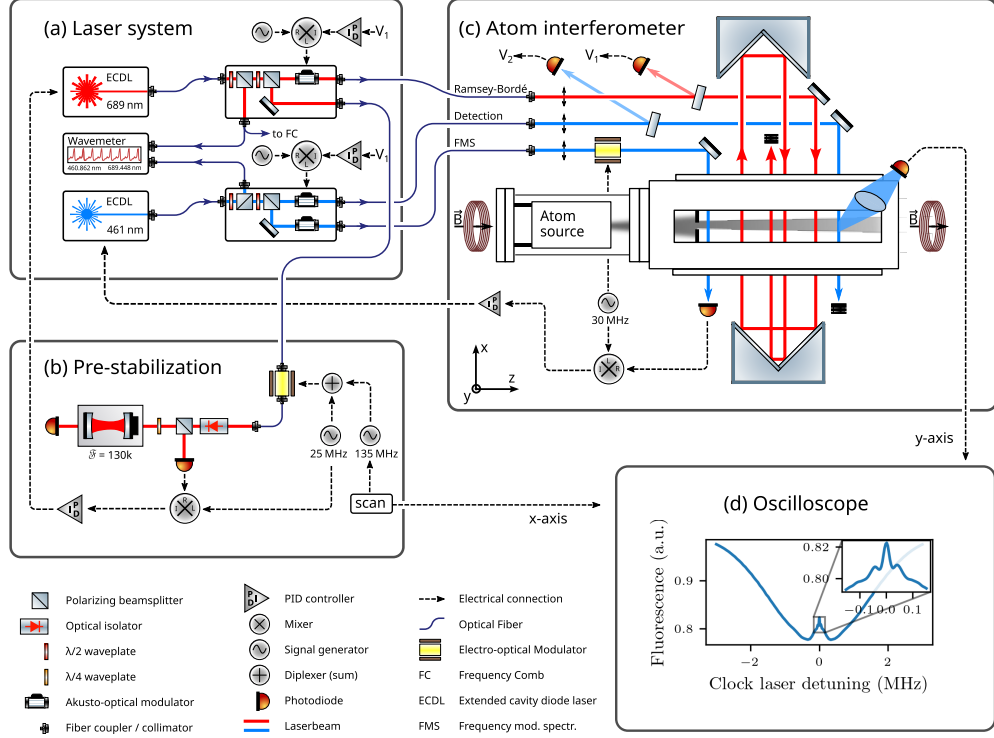 (a) Laser system
ECDL
689 nm
Wavemeter
460.862 nm 689.448 nm
ECDL
461 nm
P
I
D
V1
R
I
L
to FC
P
I
D
V1
R
I
L
(b) Pre-stabilization
𝔉 = 130k
25 MHz
135 MHz
scan
P
I
D
R
I
L
x-axis
(c) Atom interferometer
V2
V1
Ramsey-Bordé
Detection
FMS
B
Atom
source
B
30 MHz
P
I
D
L
I
R
x
y
z
y-axis
(d) Oscilloscope
Fluorescence (a.u.)
0.9
0.8
−2
0
2
Clock laser detuning (MHz)
0.82
0.80
−0.1
0.0
0.1
Polarizing beamsplitter
Optical isolator
λ/2 waveplate
λ/4 waveplate
Akusto-optical modulator
Fiber coupler / collimator
P
I
D
PID controller
Mixer
Signal generator
Diplexer (sum)
Photodiode
Laserbeam
Electrical connection
Optical Fiber
Electro-optical Modulator
FC Frequency Comb
ECDL Extended cavity diode laser
FMS Frequency mod. spectr.